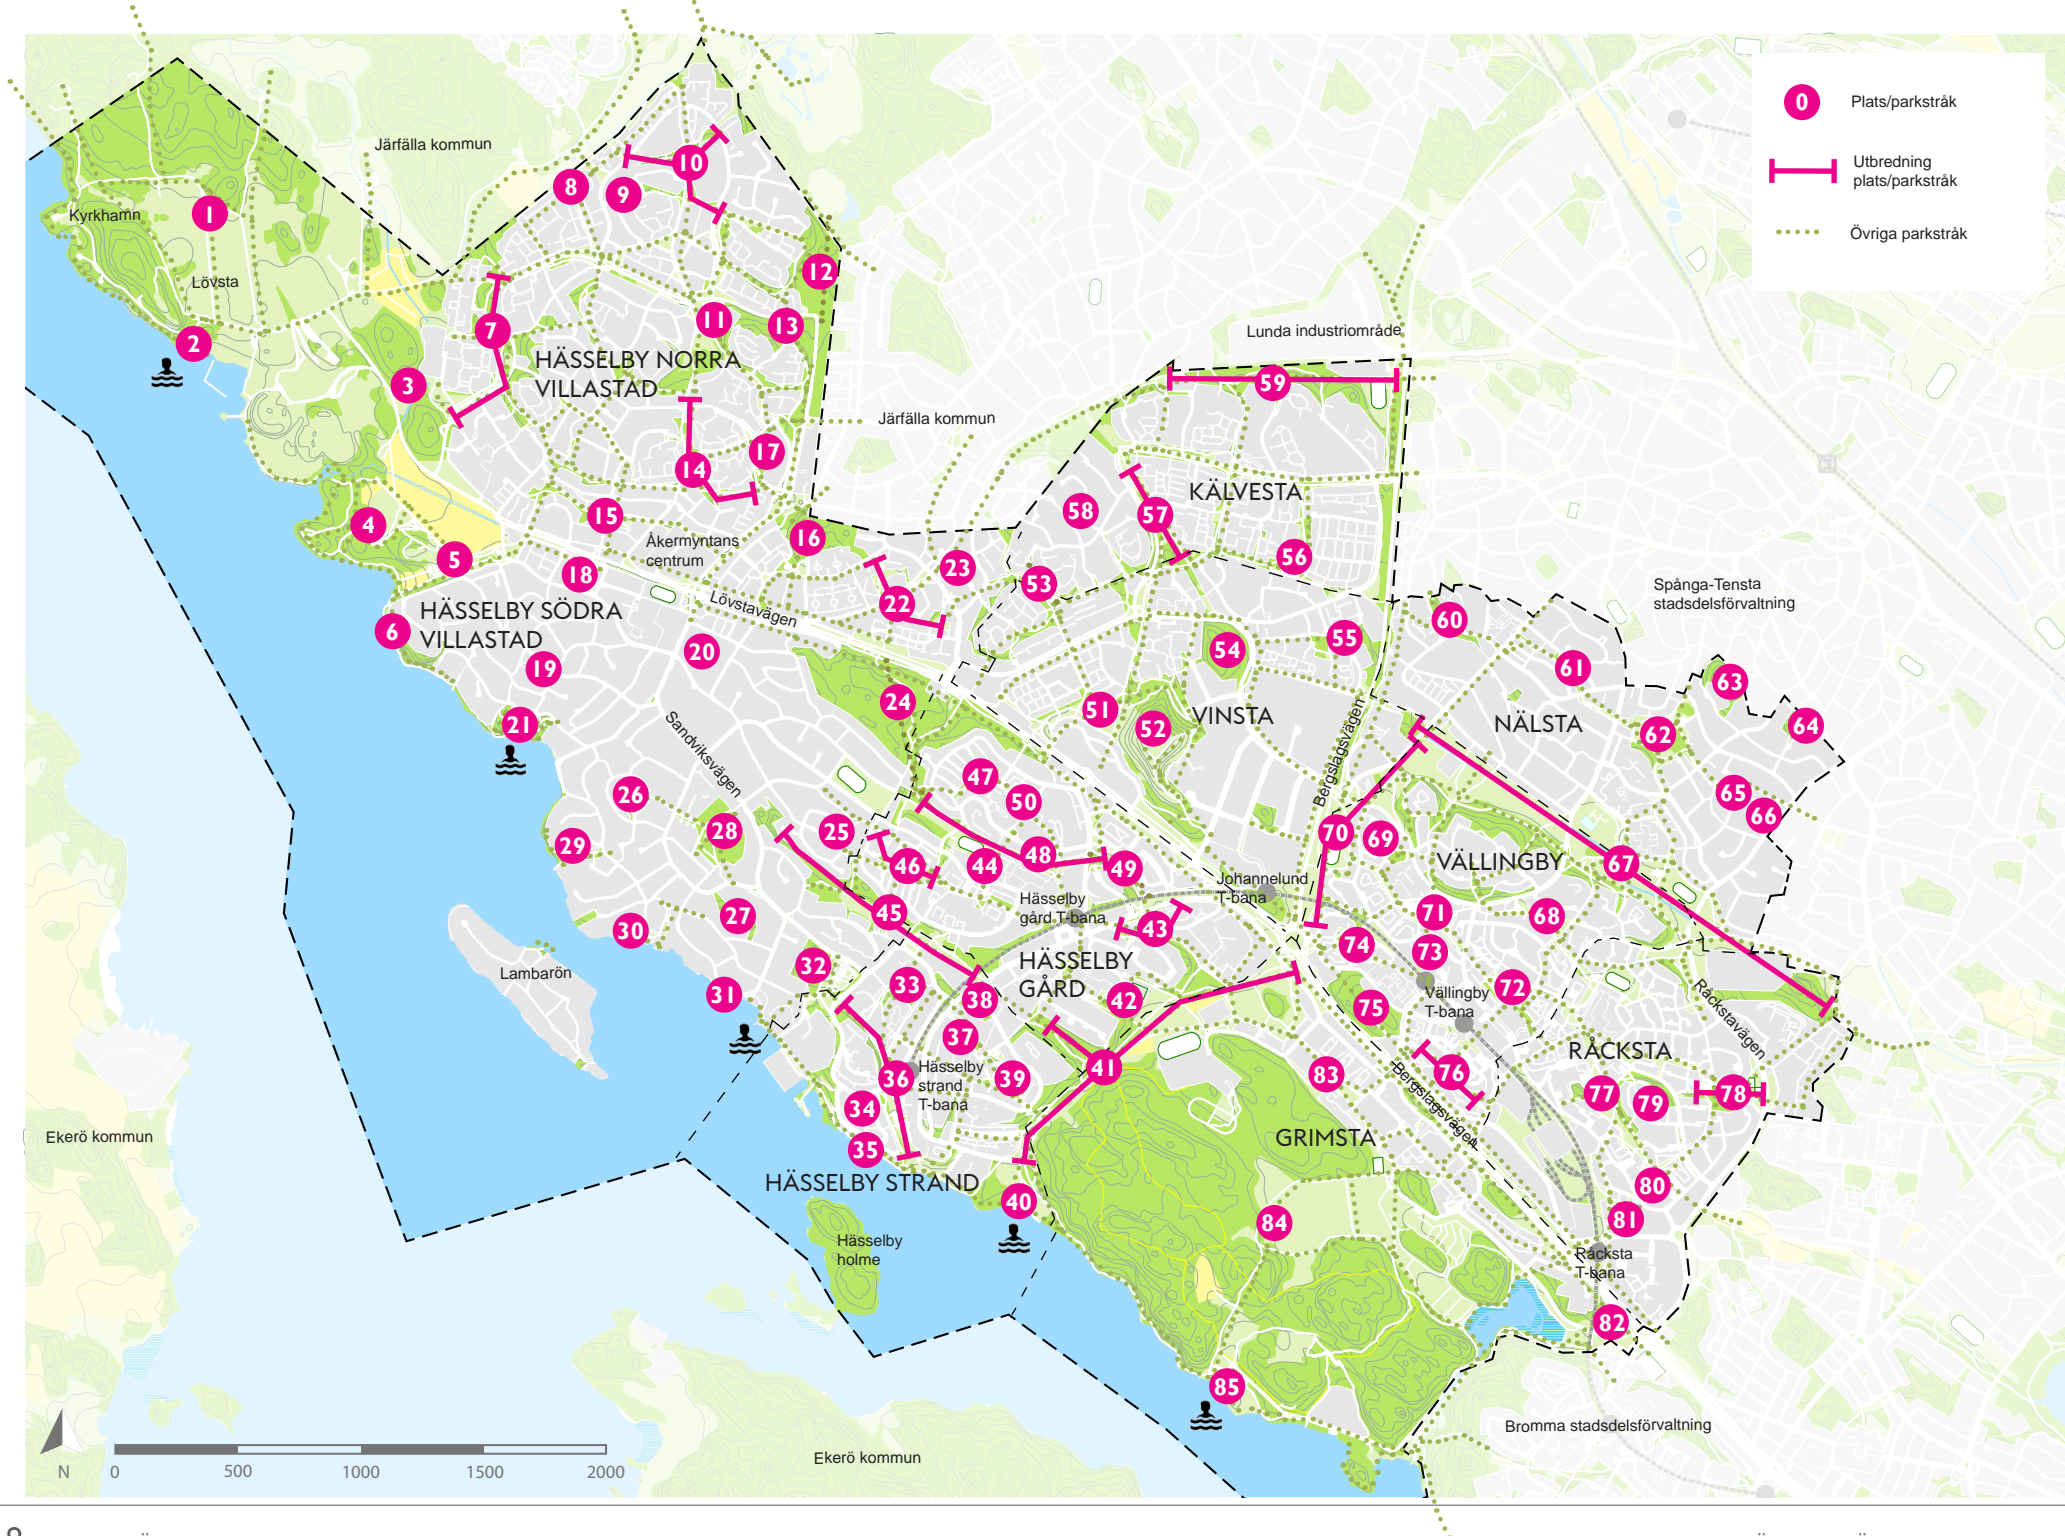 0 Plats/parkstråk
Utbredning
plats/parkstråk
Övriga parkstråk
Järfälla kommun
10
8
9
Kyrkhamn
1
12
Lövsta
11
13
7
2
Lunda industriområde
HÄSSELBY NORRA
VILLASTAD
3
59
Järfälla kommun
17
14
KÄLVESTA
58
57
15
4
Åkermyntans
centrum
16
56
5
18
23
53
Spånga-Tensta
stadsdelsförvaltning
HÄSSELBY SÖDRA
VILLASTAD
Lövstavägen
22
60
6
20
54
55
19
61
63
24
51
52
VINSTA
Bergslagsvägen
NÄLSTA
62
64
21
Sandviksvägen
47
50
26
65
66
28
25
70
69
29
46
44
48
49
VÄLLINGBY
67
Johannelund
T-bana
Hässelby
gård T-bana
45
27
43
71
68
30
74
73
Lambarön
32
HÄSSELBY
GÅRD
33
38
42
31
75
Vällingby
T-bana
72
Råckstavägen
37
RÅCKSTA
41
36
Hässelby
strand
T-bana
39
83
76
Bergslagsvägen
77
79
78
34
Ekerö kommun
35
GRIMSTA
HÄSSELBY STRAND
40
80
84
81
Hässelby
holme
Råcksta
T-bana
82
85
Bromma stadsdelsförvaltning
Ekerö kommun
N 0 500 1000 1500 2000